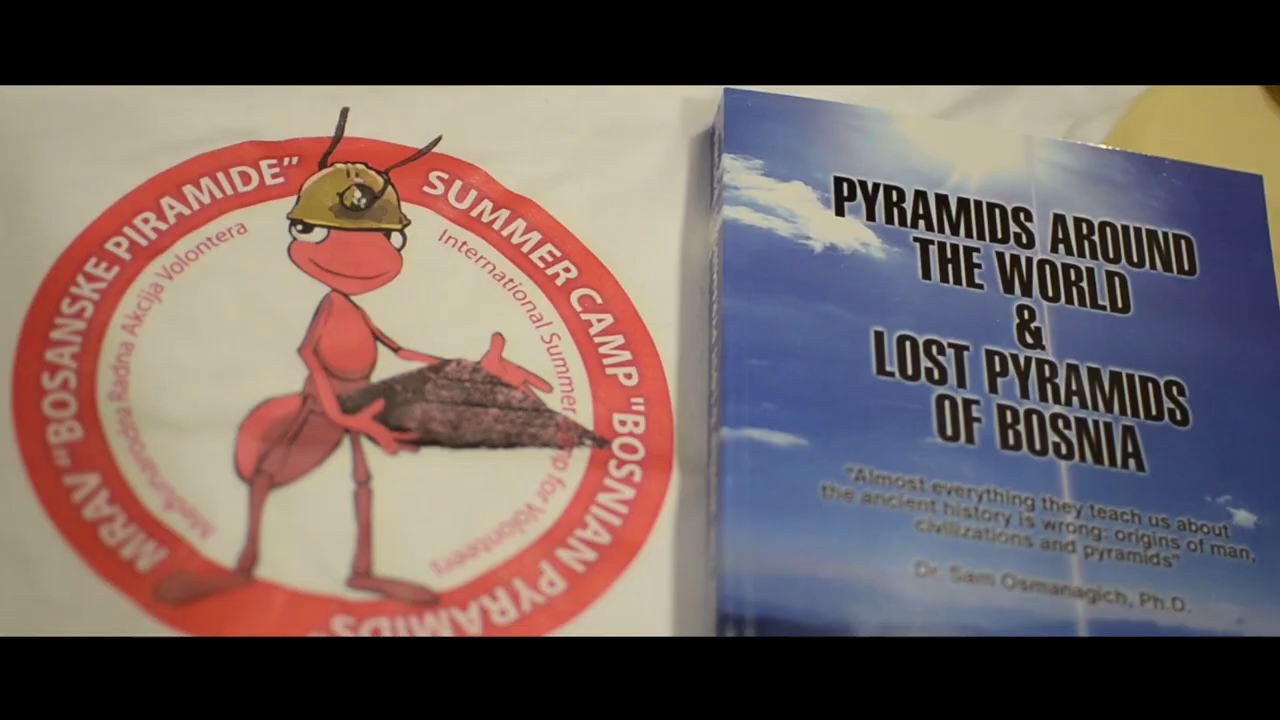 MRAV "BOSANSKE PIRAMIDE"
SUMMER CAMP "BOSNIAN PYRAMIDS
Međunarodna Radna Akcija Volontera
International Summer
for Volonteers
PYRAMIDS AROUND
THE WORLD
&
LOST PYRAMIDS
OF BOSNIA
"Almost everything they teach us about
the ancient history is wrong: origins of man,
civilizations and pyramids"
Dr. Sam Osmanagich, Ph.D.